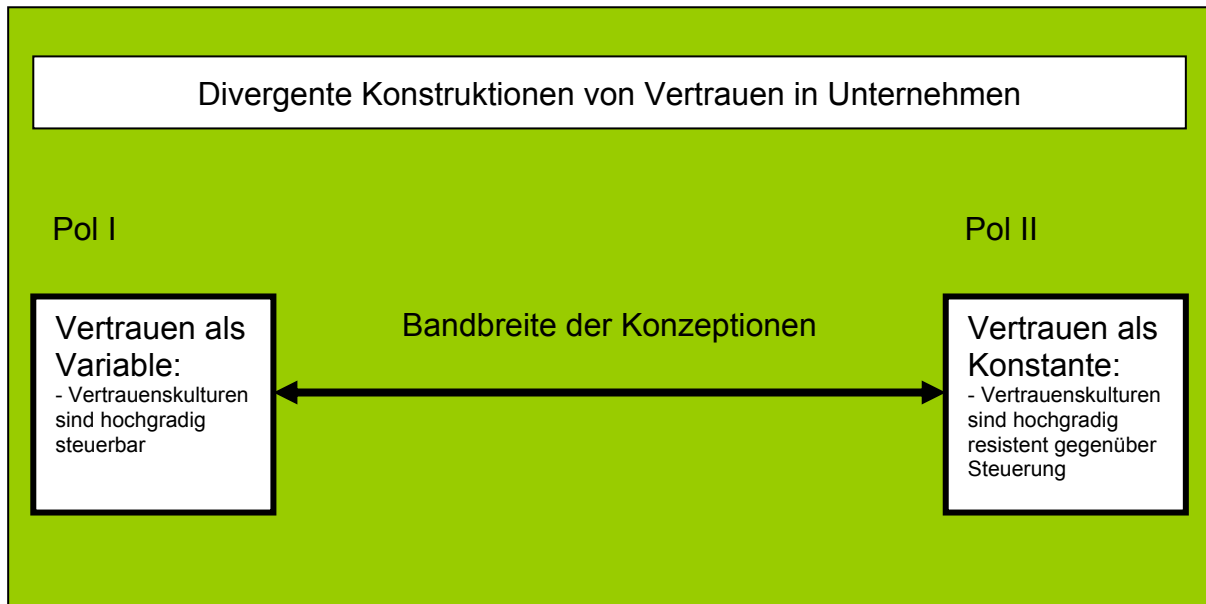 Divergente Konstruktionen von Vertrauen in Unternehmen
Pol I
Pol II
Vertrauen als
Variable:
- Vertrauenskulturen
sind hochgradig
steuerbar
Bandbreite der Konzeptionen
Vertrauen als
Konstante:
- Vertrauenskulturen
sind hochgradig
resistent gegenüber
Steuerung